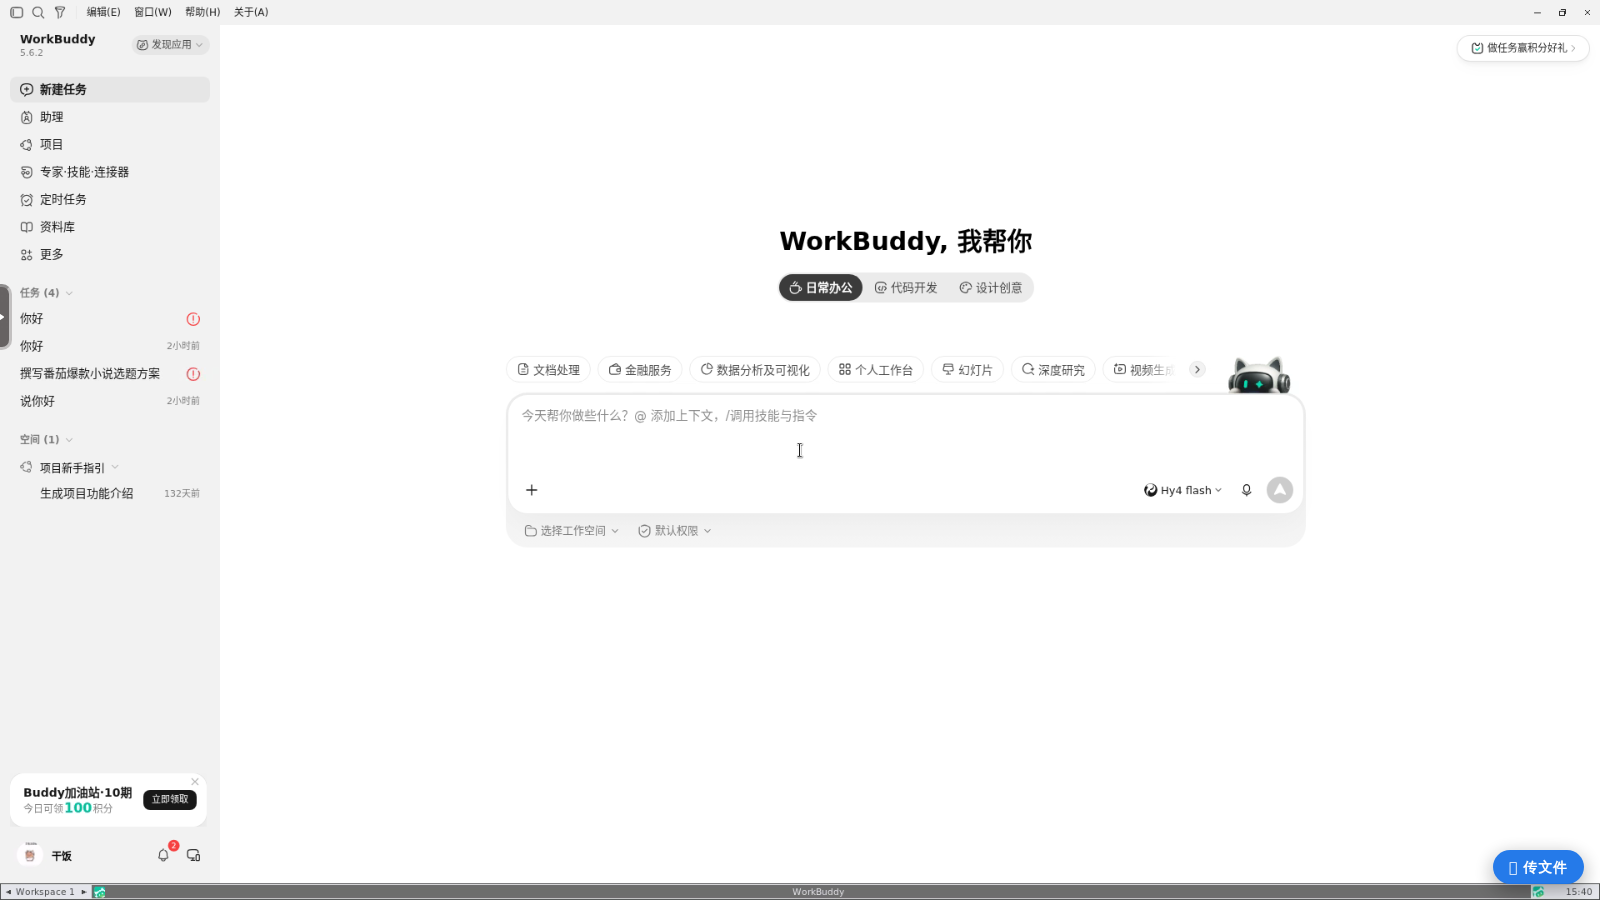 编辑(E) 窗口(W) 帮助(H) 关于(A)
WorkBuddy
5.6.2
发现应用
做任务赢积分好礼
新建任务
助理
项目
专家·技能·连接器
定时任务
资料库
更多
任务 (4)
你好
你好 2小时前
撰写番茄爆款小说选题方案
说你好 2小时前
空间 (1)
项目新手指引
生成项目功能介绍 132天前
WorkBuddy, 我帮你
日常办公 代码开发 设计创意
文档处理 金融服务 数据分析及可视化 个人工作台 幻灯片 深度研究 视频生成
今天帮你做些什么？@ 添加上下文，/调用技能与指令
Hy4 flash
选择工作空间 默认权限
Buddy加油站·10期
今日可领100积分
立即领取
干饭
2
传文件
Workspace 1
WorkBuddy
15:40